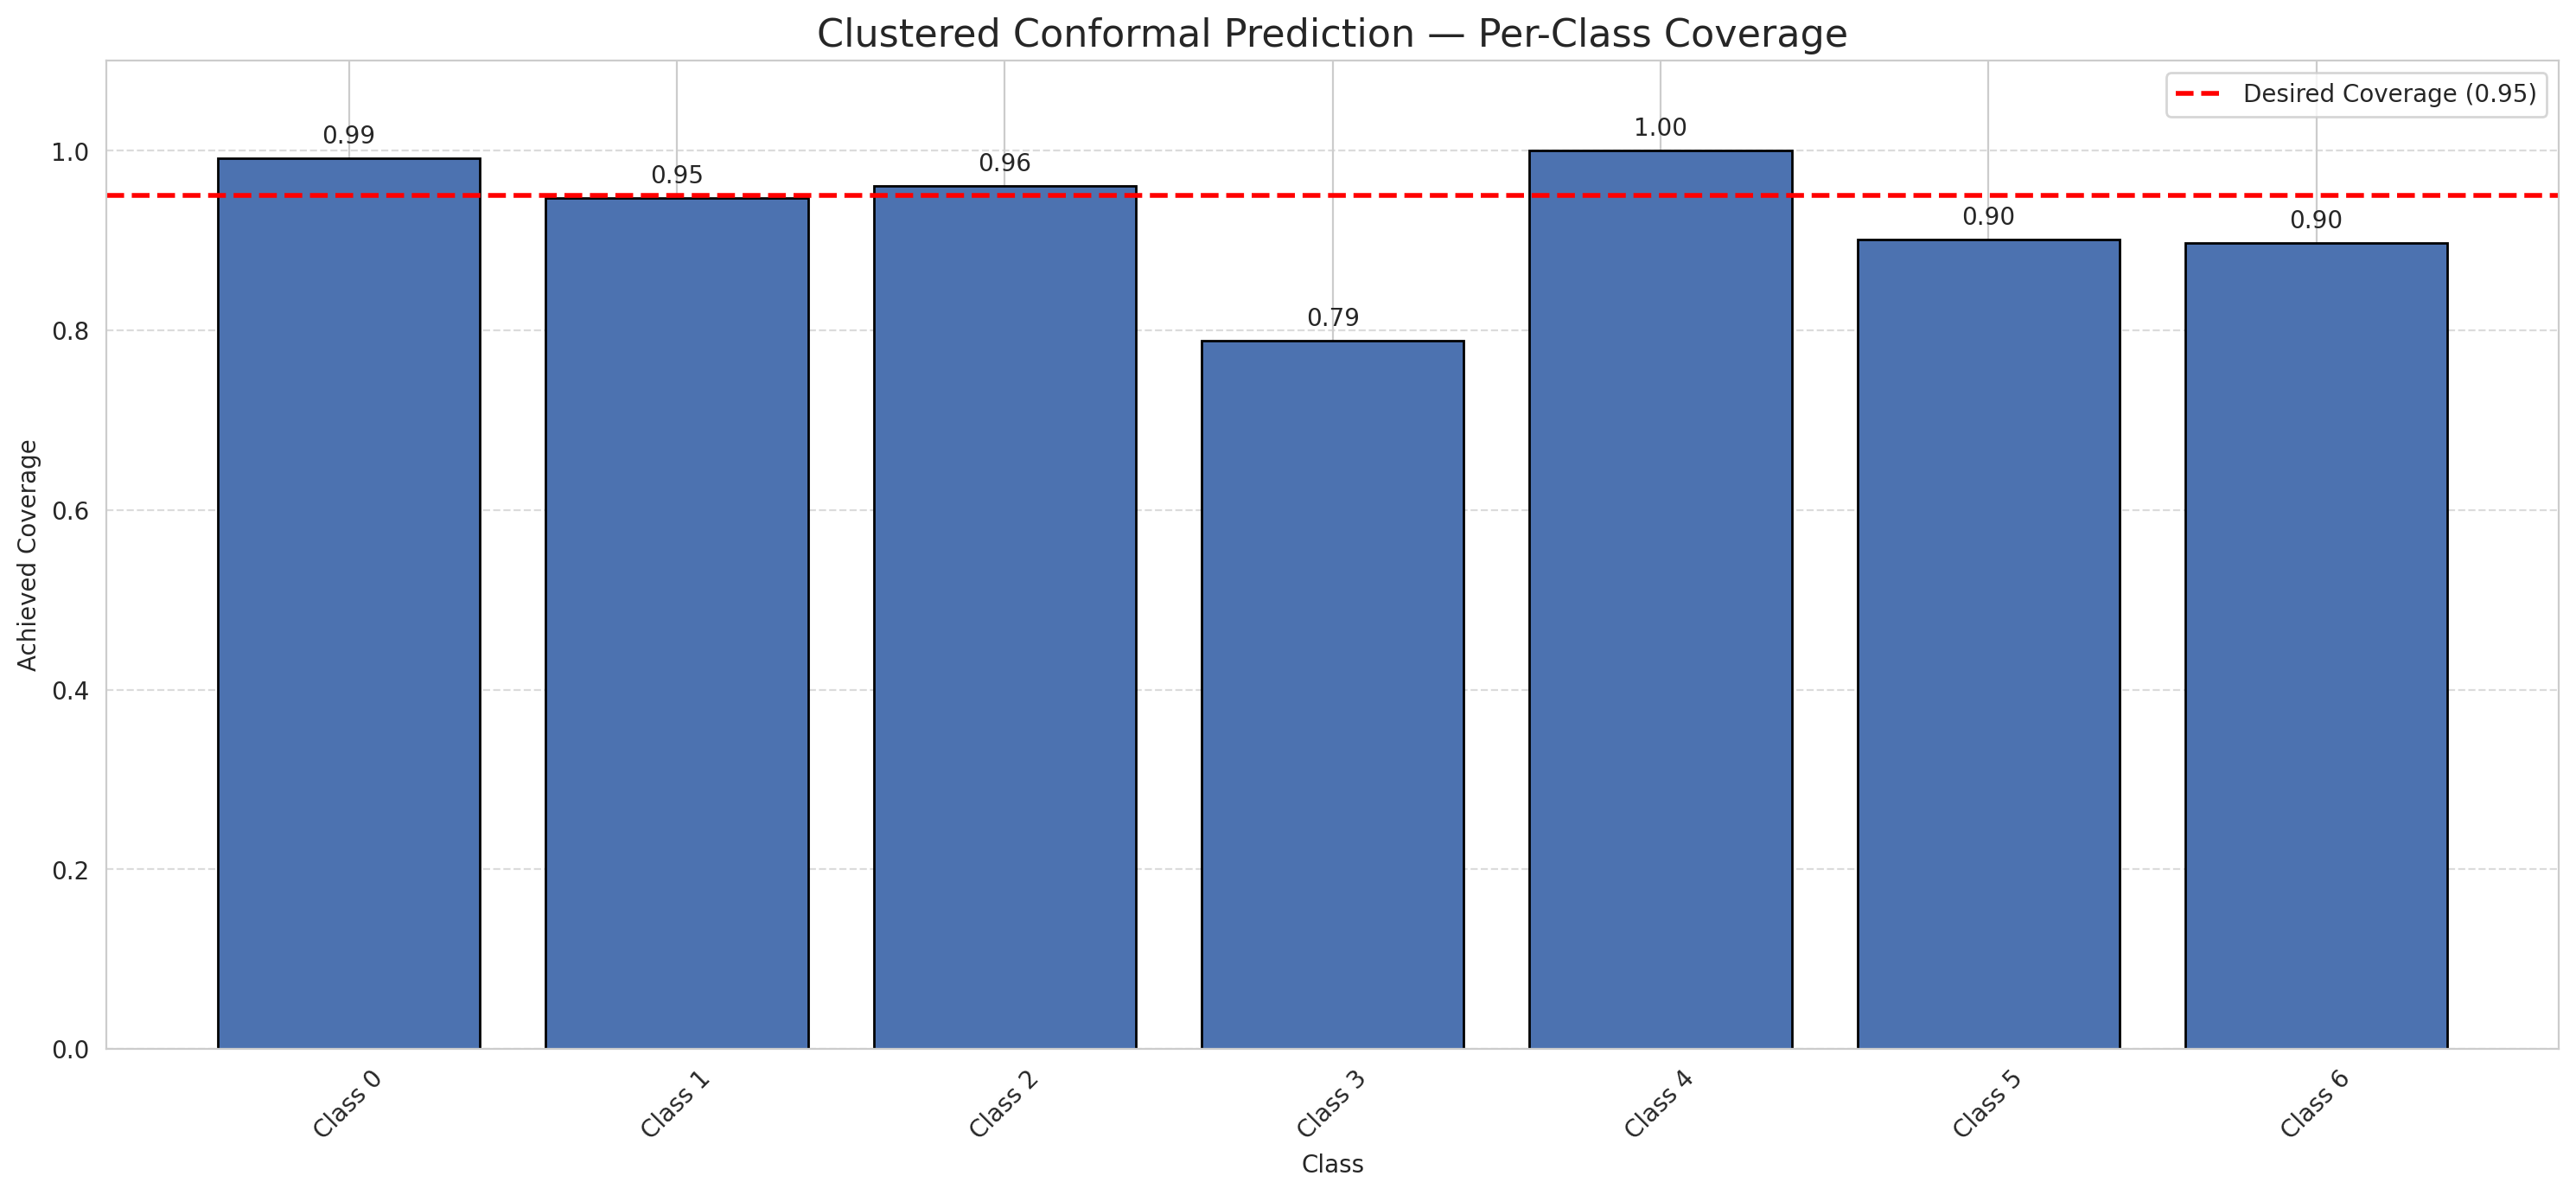 Clustered Conformal Prediction — Per-Class Coverage
Desired Coverage (0.95)
0.99
0.95
0.96
0.79
1.00
0.90
0.90
Achieved Coverage
1.0
0.8
0.6
0.4
0.2
0.0
Class 0
Class 1
Class 2
Class 3
Class 4
Class 5
Class 6
Class